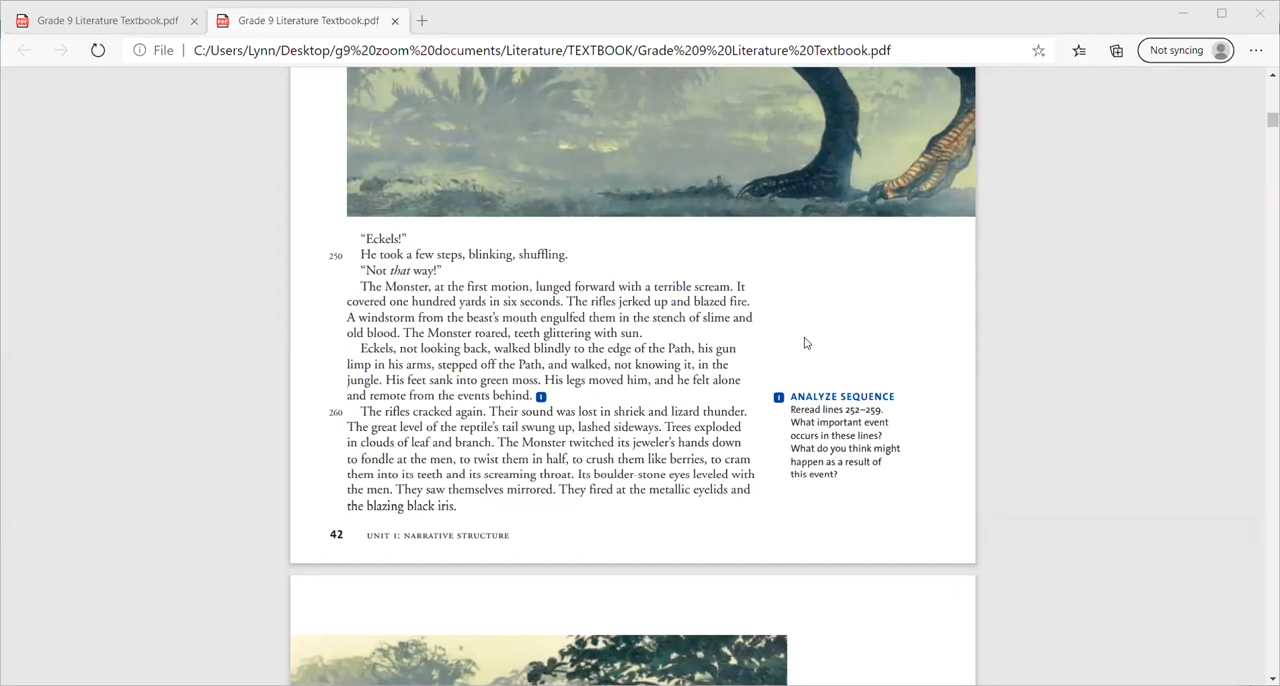 Grade 9 Literature Textbook.pdf
Grade 9 Literature Textbook.pdf
File | C:/Users/Lynn/Desktop/g9%20zoom%20documents/Literature/TEXTBOOK/Grade%209%20Literature%20Textbook.pdf
Not syncing
“Eckels!”
250 He took a few steps, blinking, shuffling.
“Not that way!”
The Monster, at the first motion, lunged forward with a terrible scream. It
covered one hundred yards in six seconds. The rifles jerked up and blazed fire.
A windstorm from the beast’s mouth engulfed them in the stench of slime and
old blood. The Monster roared, teeth glittering with sun.
Eckels, not looking back, walked blindly to the edge of the Path, his gun
limp in his arms, stepped off the Path, and walked, not knowing it, in the
jungle. His feet sank into green moss. His legs moved him, and he felt alone
and remote from the events behind.
260 The rifles cracked again. Their sound was lost in shriek and lizard thunder.
The great level of the reptile’s tail swung up, lashed sideways. Trees exploded
in clouds of leaf and branch. The Monster twitched its jeweler’s hands down
to fondle at the men, to twist them in half, to crush them like berries, to cram
them into its teeth and its screaming throat. Its boulder-stone eyes leveled with
the men. They saw themselves mirrored. They fired at the metallic eyelids and
the blazing black iris.
ANALYZE SEQUENCE
Reread lines 252–259.
What important event
occurs in these lines?
What do you think might
happen as a result of
this event?
42 UNIT 1: NARRATIVE STRUCTURE